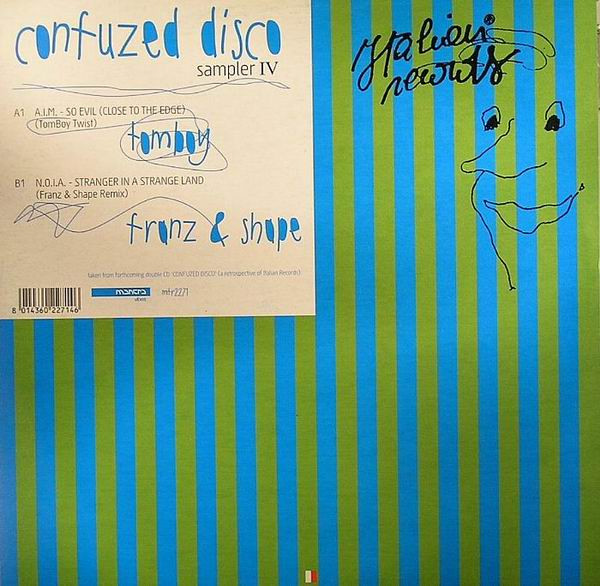 confuzed disco
sampler IV
Italian®
records
A1 A.I.M. - SO EVIL (CLOSE TO THE EDGE)
(TomBoy Twist)
tomboy
B1 N.O.I.A. - STRANGER IN A STRANGE LAND
(Franz & Shape Remix)
franz & shape
taken from forthcoming double CD 'CONFUZED DISCO' (a retrospective of Italian Records)
mantra
vibes
mtr2271
8 014360 227146